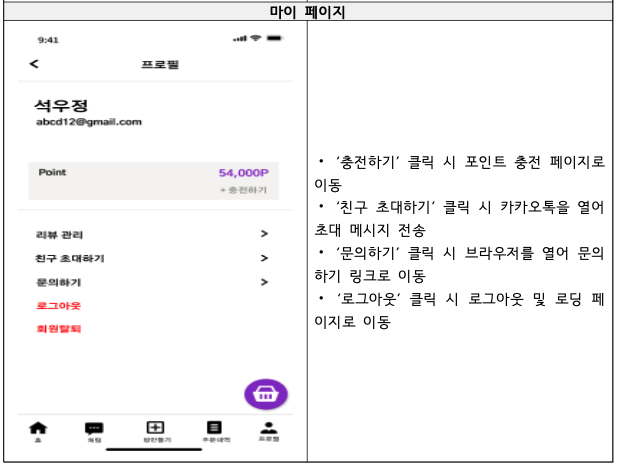 마이 페이지
9:41
프로필
석우정
abcd12@gmail.com
Point
54,000P
+ 충전하기
리뷰 관리
친구 초대하기
문의하기
로그아웃
회원탈퇴
홈
채팅
방만들기
주문내역
프로필
• ‘충전하기’ 클릭 시 포인트 충전 페이지로
이동
• ‘친구 초대하기’ 클릭 시 카카오톡을 열어
초대 메시지 전송
• ‘문의하기’ 클릭 시 브라우저를 열어 문의
하기 링크로 이동
• ‘로그아웃’ 클릭 시 로그아웃 및 로딩 페
이지로 이동